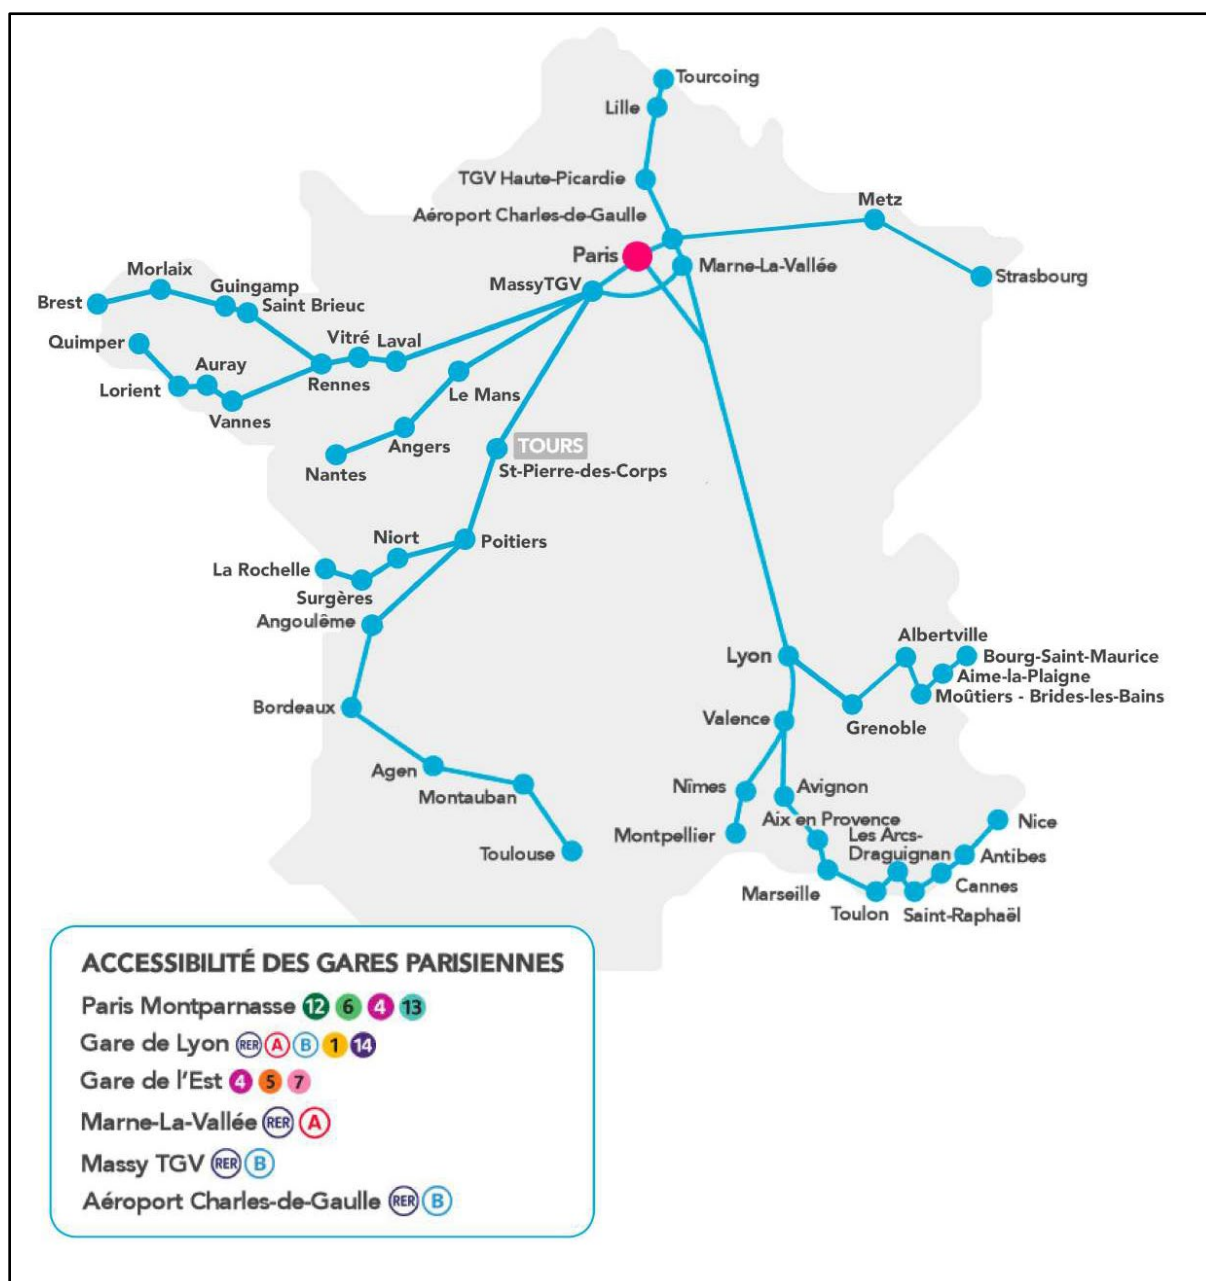 Tourcoing
Lille
TGV Haute-Picardie
Aéroport Charles-de-Gaulle
Metz
Paris
Marne-La-Vallée
Strasbourg
MassyTGV
Morlaix
Guingamp
Brest
Saint Brieuc
Quimper
Vitré
Laval
Auray
Lorient
Rennes
Vannes
Le Mans
Angers
TOURS
Nantes
St-Pierre-des-Corps
Niort
Poitiers
La Rochelle
Surgères
Angoulême
Albertville
Lyon
Bourg-Saint-Maurice
Aime-la-Plaigne
Moûtiers - Brides-les-Bains
Bordeaux
Valence
Grenoble
Agen
Montauban
Nîmes
Avignon
Aix en Provence
Nice
Montpellier
Les Arcs-
Draguignan
Toulouse
Antibes
Marseille
Cannes
Toulon
Saint-Raphaël
ACCESSIBILITÉ DES GARES PARISIENNES
Paris Montparnasse 12 6 4 13
Gare de Lyon RER A B 1 14
Gare de l'Est 4 5 7
Marne-La-Vallée RER A
Massy TGV RER B
Aéroport Charles-de-Gaulle RER B